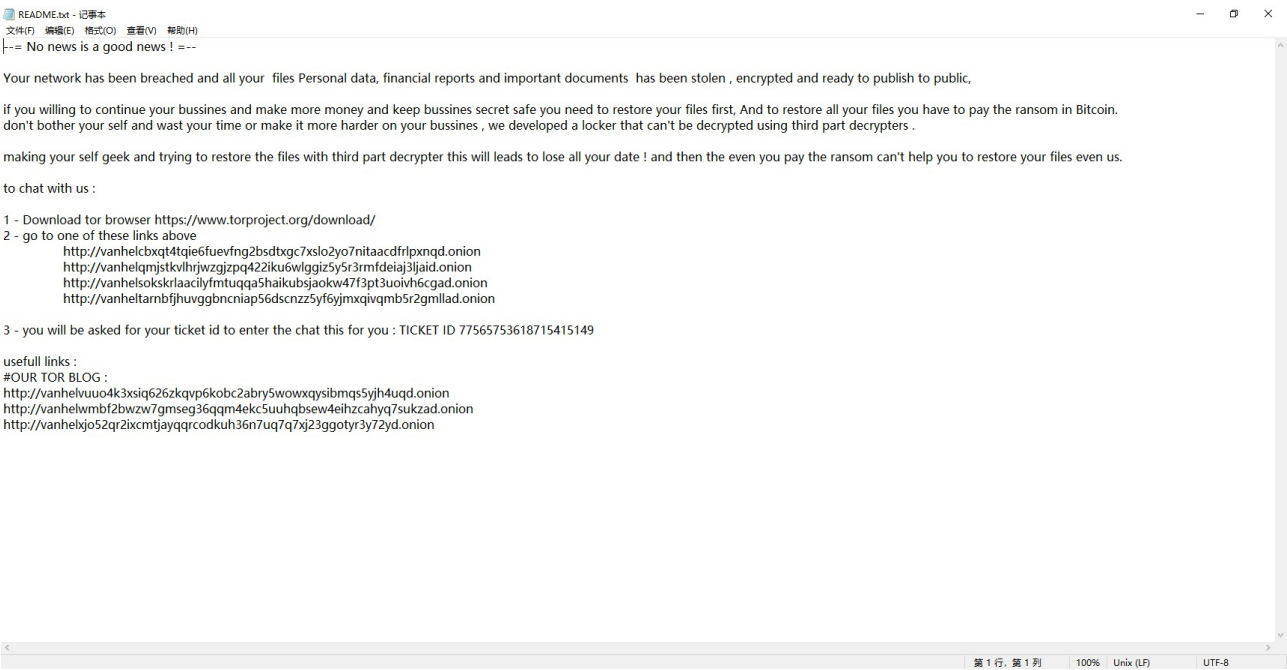 README.txt - 记事本
文件(F) 编辑(E) 格式(O) 查看(V) 帮助(H)
--= No news is a good news ! =--
Your network has been breached and all your  files Personal data, financial reports and important documents  has been stolen , encrypted and ready to publish to public,
if you willing to continue your bussines and make more money and keep bussines secret safe you need to restore your files first, And to restore all your files you have to pay the ransom in Bitcoin.
don't bother your self and wast your time or make it more harder on your bussines , we developed a locker that can't be decrypted using third part decrypters .
making your self geek and trying to restore the files with third part decrypter this will leads to lose all your date ! and then the even you pay the ransom can't help you to restore your files even us.
to chat with us :
1 - Download tor browser https://www.torproject.org/download/
2 - go to one of these links above
http://vanhelcbxqt4tqie6fuevfng2bsdtxgc7xslo2yo7nitaacdfrlpxnqd.onion
http://vanhelqmjstkvlhrjwzgjzpq422iku6wlggiz5y5r3rmfdeiaj3ljaid.onion
http://vanhelsokskrlaacilyfmtuqqa5haikubsjaokw47f3pt3uoivh6cgad.onion
http://vanheltarnbfjhuvggbncniap56dscnzz5yf6yjmxqivqmb5r2gmllad.onion
3 - you will be asked for your ticket id to enter the chat this for you : TICKET ID 77565753618715415149
usefull links :
#OUR TOR BLOG :
http://vanhelvuuo4k3xsiq626zkqvp6kobc2abry5wowxqysibmqs5yjh4uqd.onion
http://vanhelwmbf2bwzw7gmseg36qqm4ekc5uuhqbsew4eihzcahyq7sukzad.onion
http://vanhelxjo52qr2ixcmtjayqqrcodkuh36n7uq7q7xj23ggotyr3y72yd.onion
第 1 行，第 1 列 100% Unix (LF) UTF-8